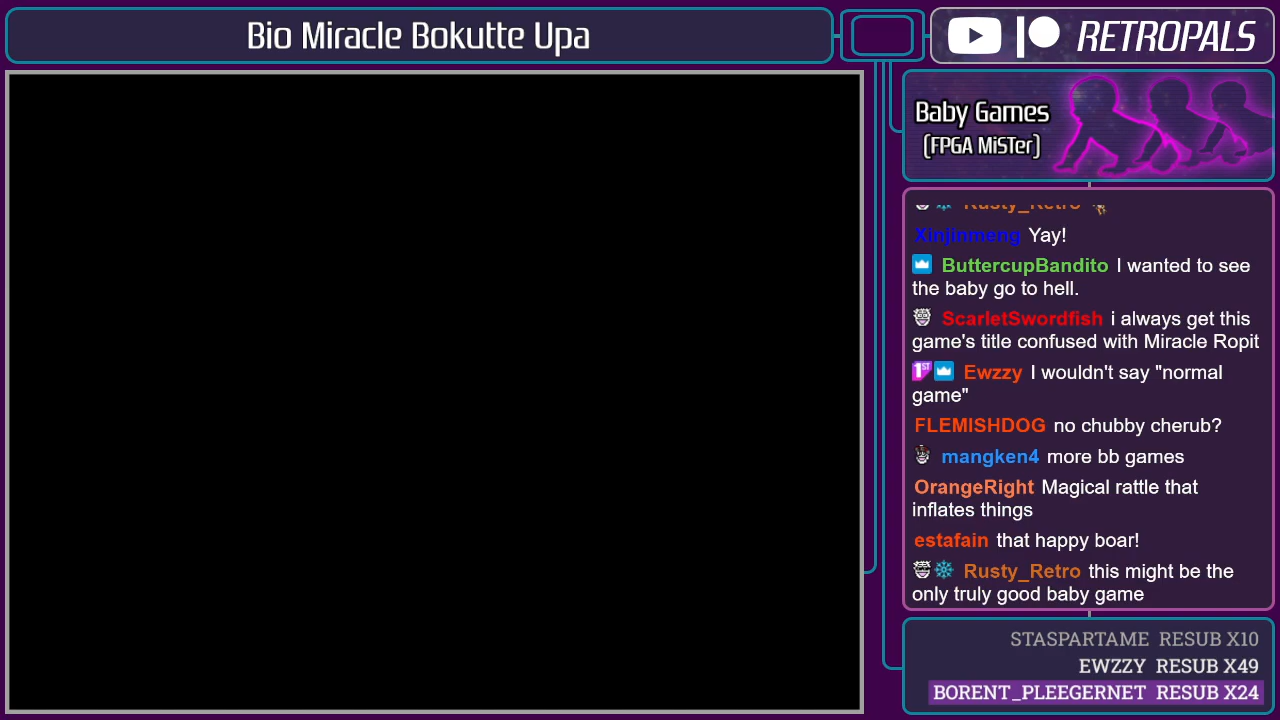 Bio Miracle Bokutte Upa
RETROPALS
Baby Games
(FPGA MiSTer)
Rusty_Retro
Xinjinmeng Yay!
ButtercupBandito I wanted to see
the baby go to hell.
ScarletSwordfish i always get this
game's title confused with Miracle Ropit
1ST Ewzzy I wouldn't say "normal
game"
FLEMISHDOG no chubby cherub?
mangken4 more bb games
OrangeRight Magical rattle that
inflates things
estafain that happy boar!
Rusty_Retro this might be the
only truly good baby game
STASPARTAME RESUB X10
EWZZY RESUB X49
BORENT_PLEEGERNET RESUB X24